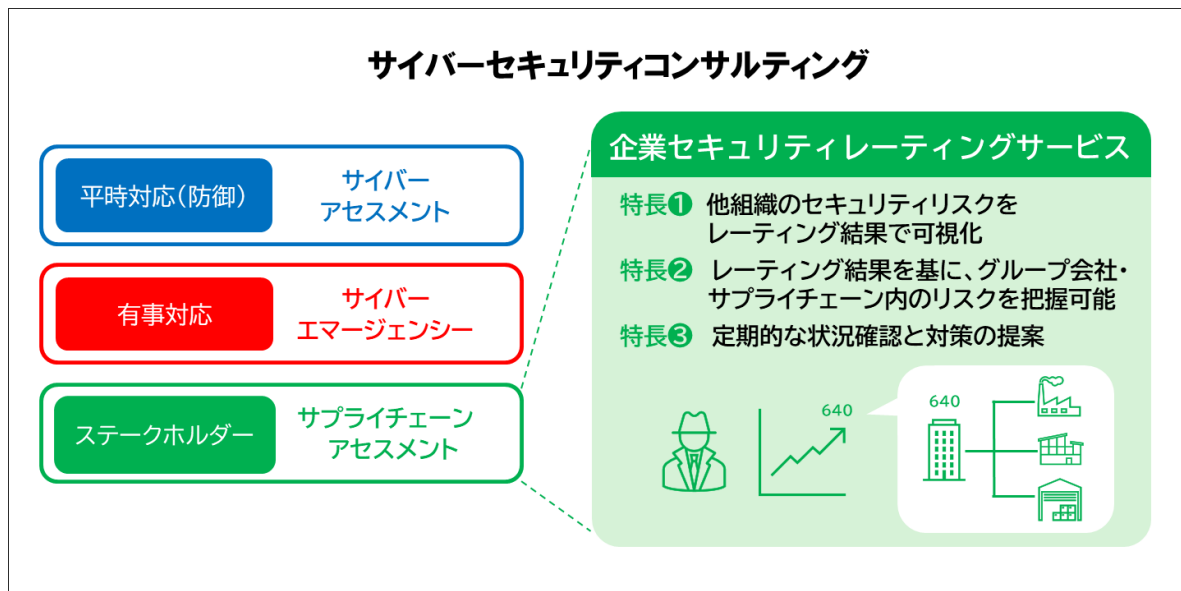 サイバーセキュリティコンサルティング
平時対応(防御)
サイバー
アセスメント
有事対応
サイバー
エマージェンシー
ステークホルダー
サプライチェーン
アセスメント
企業セキュリティレーティングサービス
特長❶ 他組織のセキュリティリスクを
レーティング結果で可視化
特長❷ レーティング結果を基に、グループ会社・
サプライチェーン内のリスクを把握可能
特長❸ 定期的な状況確認と対策の提案
640
640